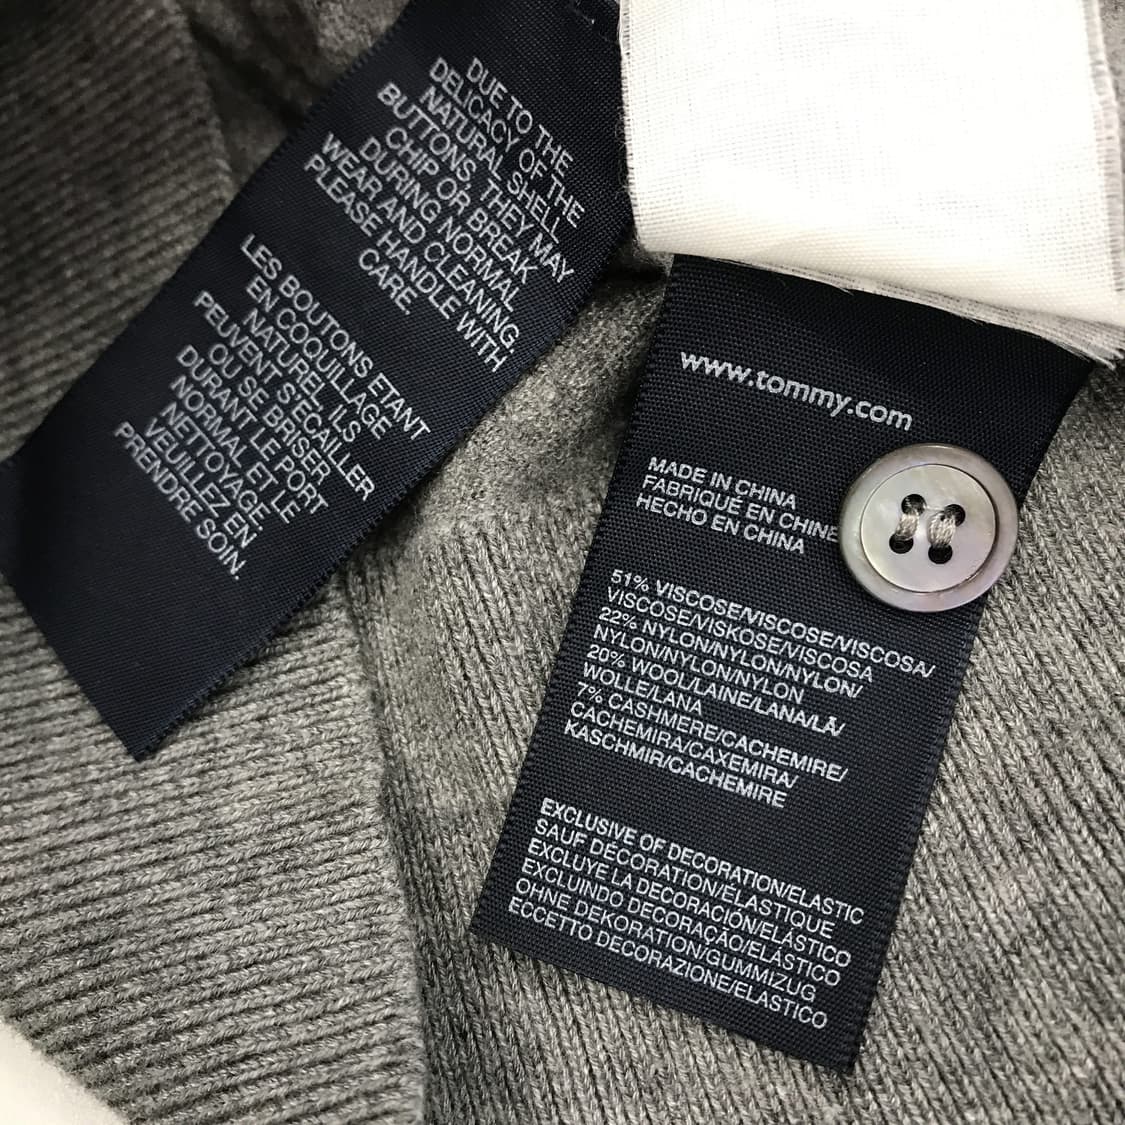 DUE TO THE
DELICACY OF THE
NATURAL SHELL
BUTTONS, THEY MAY
CHIP OR BREAK
DURING NORMAL
WEAR AND CLEANING.
PLEASE HANDLE WITH
CARE.
LES BOUTONS ETANT
EN COQUILLAGE
NATUREL, ILS
PEUVENT S'ECAILLER
OU SE BRISER
DURANT LE PORT
NORMAL ET LE
NETTOYAGE.
VEUILLEZ EN
PRENDRE SOIN.
www.tommy.com
MADE IN CHINA
FABRIQUÉ EN CHINE
HECHO EN CHINA
51% VISCOSE/VISCOSE/VISCOSA/
VISCOSE/VISKOSE/VISCOSA
22% NYLON/NYLON/NYLON/
NYLON/NYLON/NYLON
20% WOOL/LAINE/LANA/LÃ/
WOLLE/LANA
7% CASHMERE/CACHEMIRE/
CACHEMIRA/CAXEMIRA/
KASCHMIR/CACHEMIRE
EXCLUSIVE OF DECORATION/ELASTIC
SAUF DÉCORATION/ÉLASTIQUE
EXCLUYE LA DECORACIÓN/ELÁSTICO
EXCLUINDO DECORAÇÃO/ELÁSTICO
OHNE DEKORATION/GUMMIZUG
ECCETTO DECORAZIONE/ELASTICO